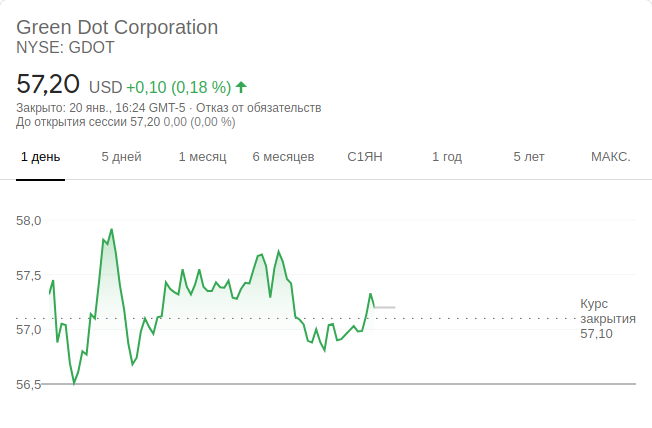 Green Dot Corporation
NYSE: GDOT
57,20 USD +0,10 (0,18 %)
Закрыто: 20 янв., 16:24 GMT-5 · Отказ от обязательств
До открытия сессии 57,20 0,00 (0,00 %)
1 день 5 дней 1 месяц 6 месяцев С1ЯН 1 год 5 лет МАКС.
58,0
57,5
57,0
56,5
Курс
закрытия
57,10